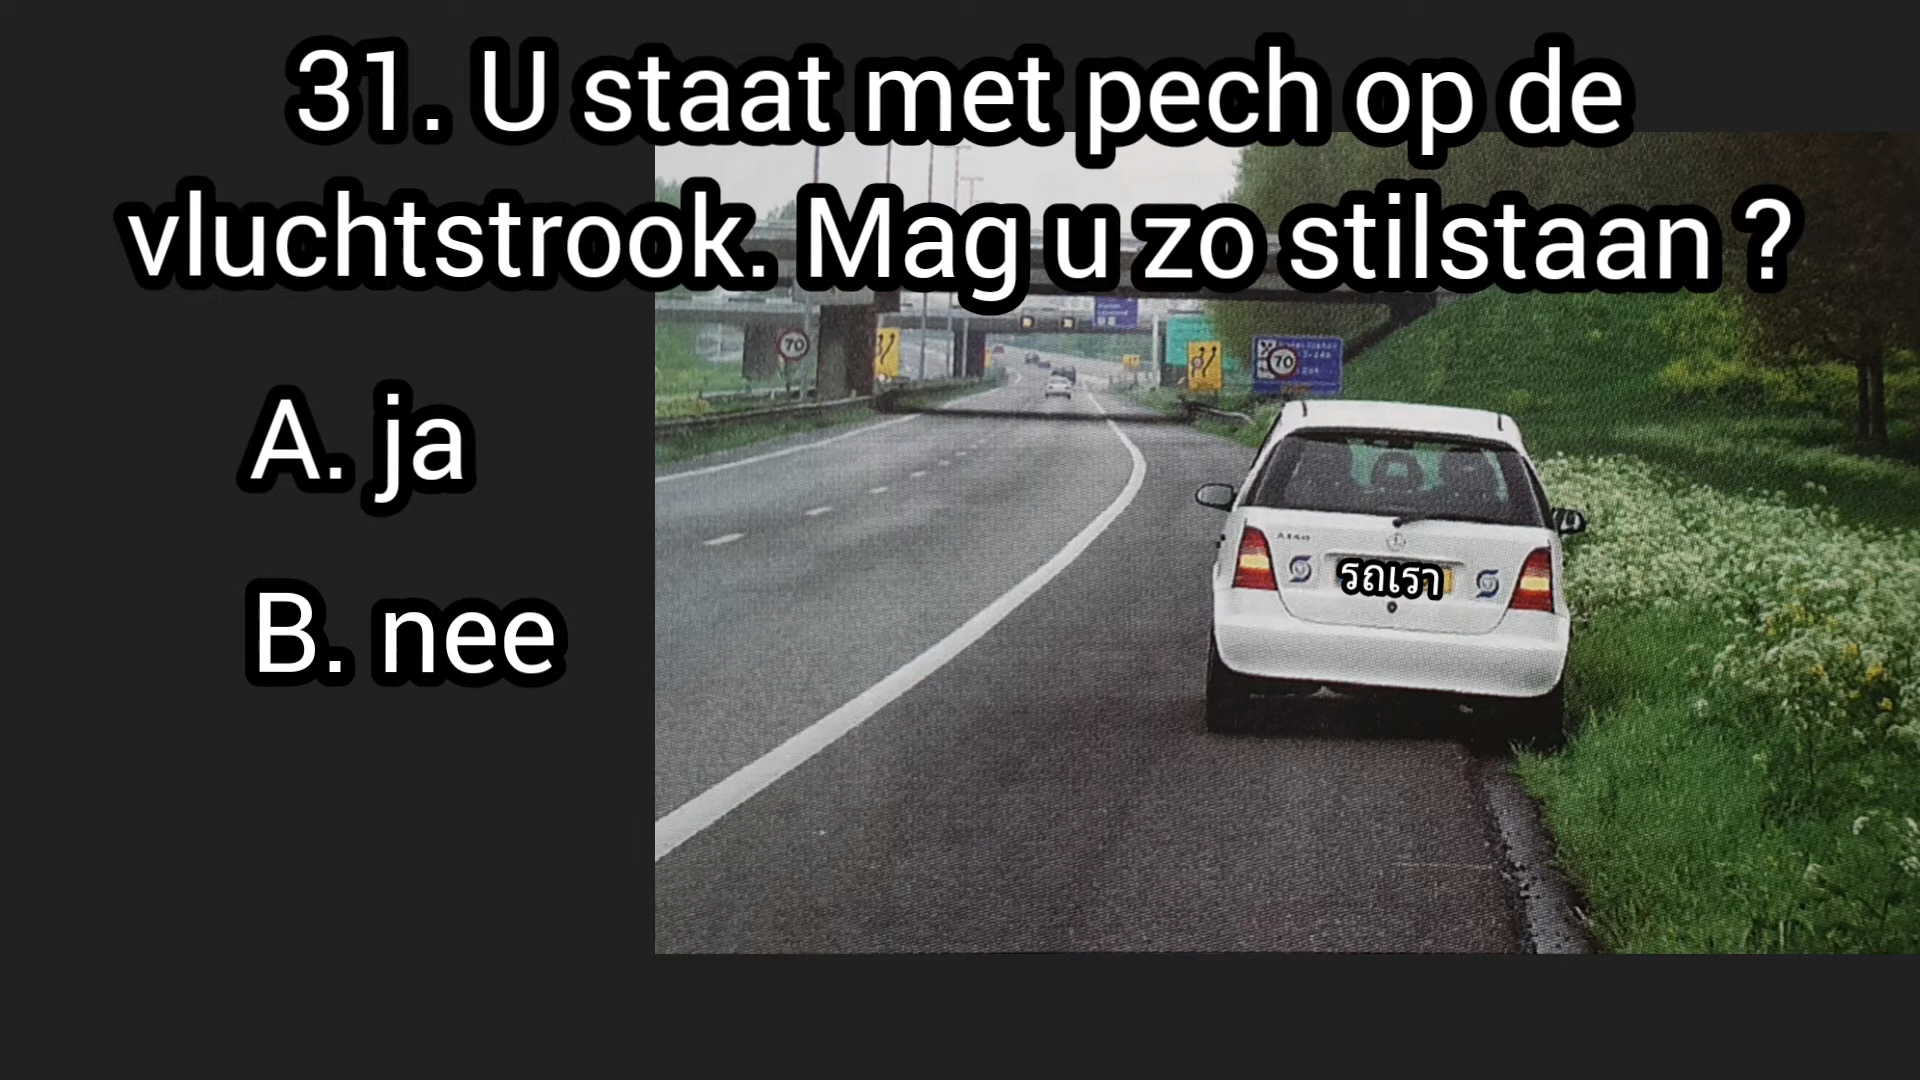 31. U staat met pech op de
vluchtstrook. Mag u zo stilstaan ?
A. ja
B. nee
70
70
A140
รถเรา